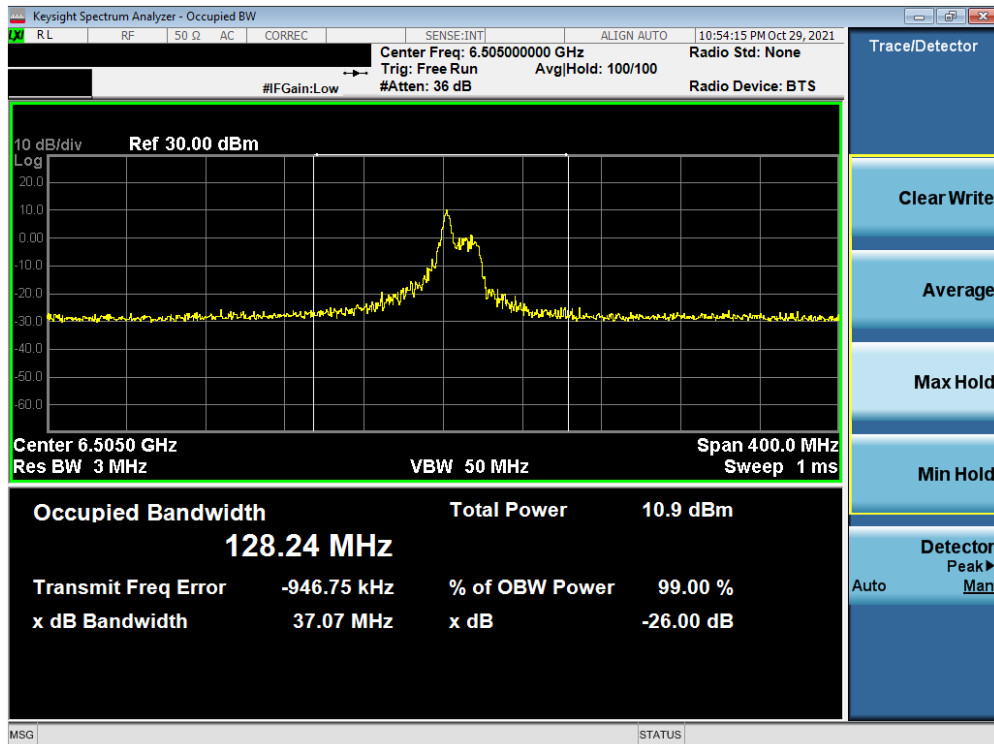 Keysight Spectrum Analyzer - Occupied BW
LXI RL RF 50 Ω AC CORREC SENSE:INT ALIGN AUTO 10:54:15 PM Oct 29, 2021
Center Freq: 6.505000000 GHz Radio Std: None
Trig: Free Run Avg|Hold: 100/100
#IFGain:Low #Atten: 36 dB Radio Device: BTS
10 dB/div Ref 30.00 dBm
Log
20.0
10.0
0.00
-10.0
-20.0
-30.0
-40.0
-50.0
-60.0
Center 6.5050 GHz Span 400.0 MHz
Res BW 3 MHz VBW 50 MHz Sweep 1 ms
Occupied Bandwidth Total Power 10.9 dBm
128.24 MHz
Transmit Freq Error -946.75 kHz % of OBW Power 99.00 %
x dB Bandwidth 37.07 MHz x dB -26.00 dB
Trace/Detector
Clear Write
Average
Max Hold
Min Hold
Detector
Peak▶
Auto Man
MSG STATUS